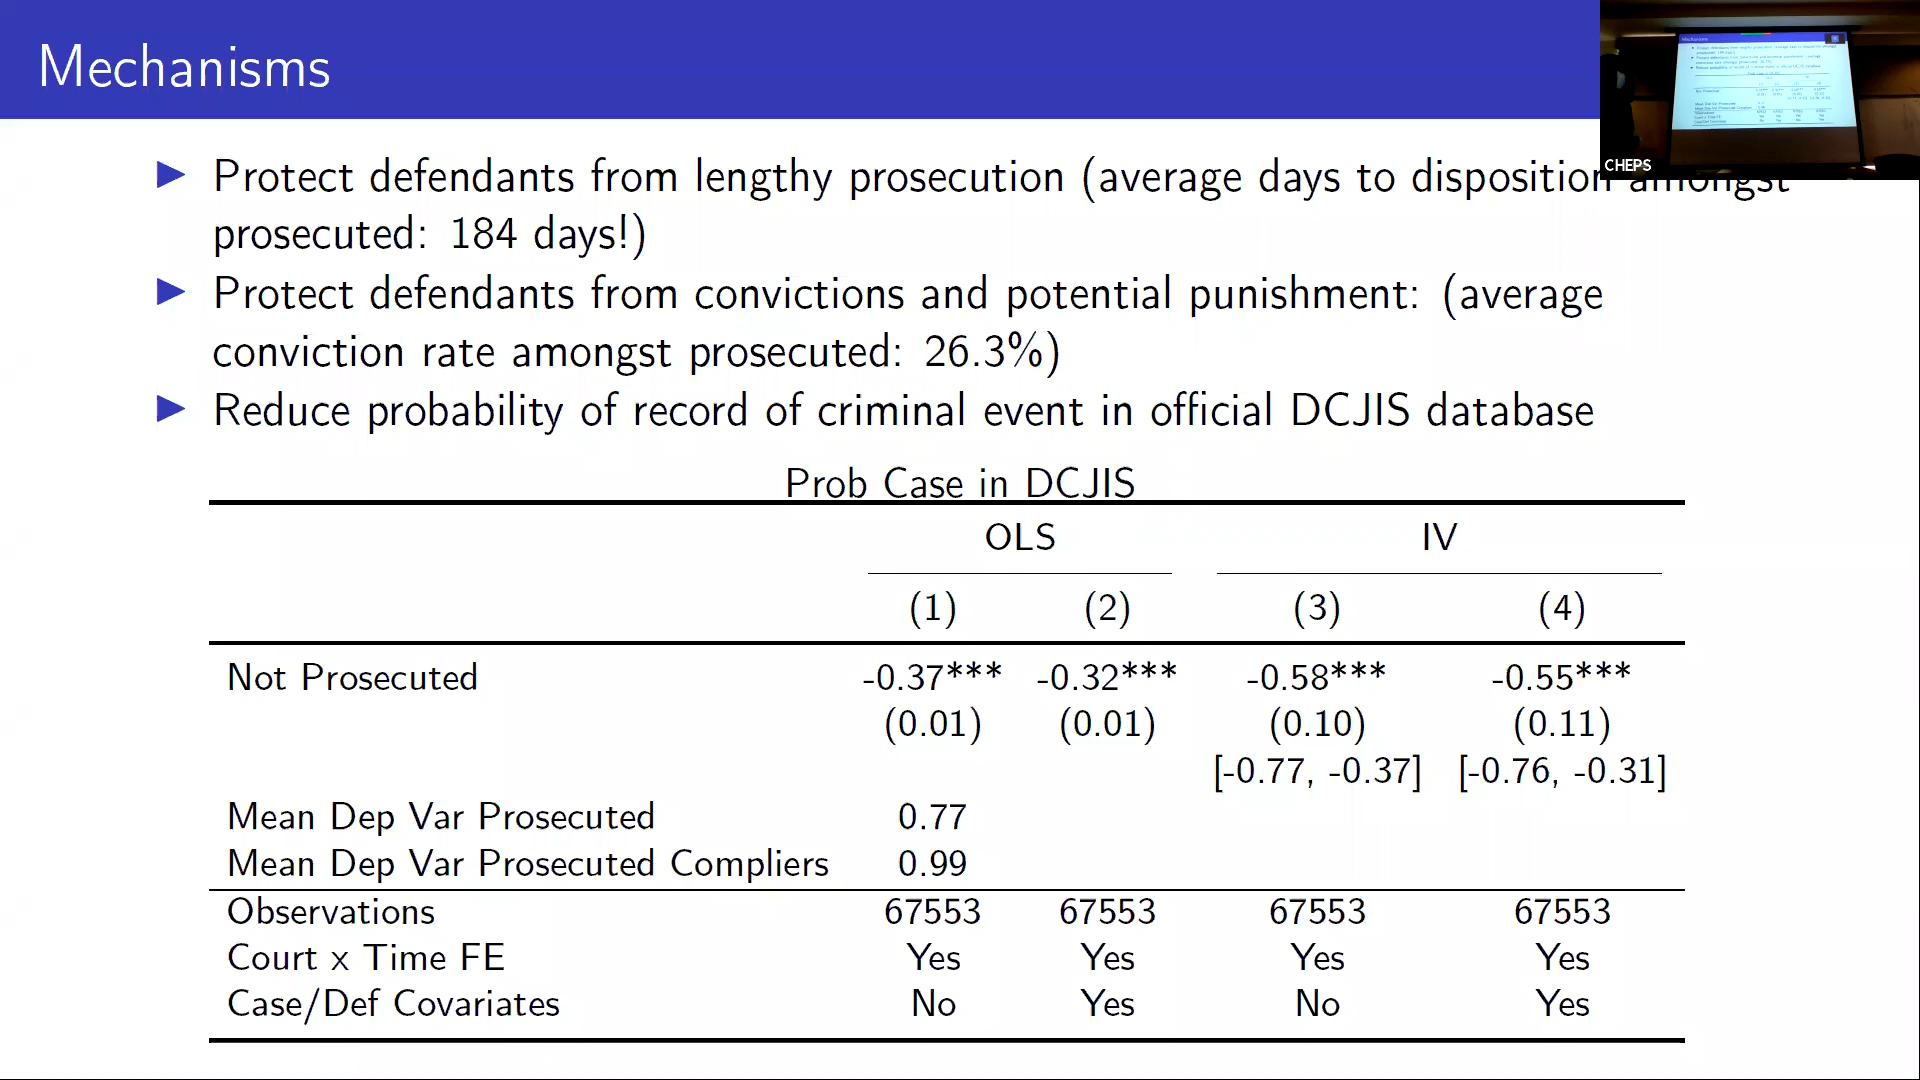 Mechanisms
CHEPS
Protect defendants from lengthy prosecution (average days to disposition amongst
prosecuted: 184 days!)
Protect defendants from convictions and potential punishment: (average
conviction rate amongst prosecuted: 26.3%)
Reduce probability of record of criminal event in official DCJIS database
Prob Case in DCJIS
OLS IV
(1) (2) (3) (4)
Not Prosecuted -0.37*** -0.32*** -0.58*** -0.55***
(0.01) (0.01) (0.10) (0.11)
[-0.77, -0.37] [-0.76, -0.31]
Mean Dep Var Prosecuted 0.77
Mean Dep Var Prosecuted Compliers 0.99
Observations 67553 67553 67553 67553
Court x Time FE Yes Yes Yes Yes
Case/Def Covariates No Yes No Yes